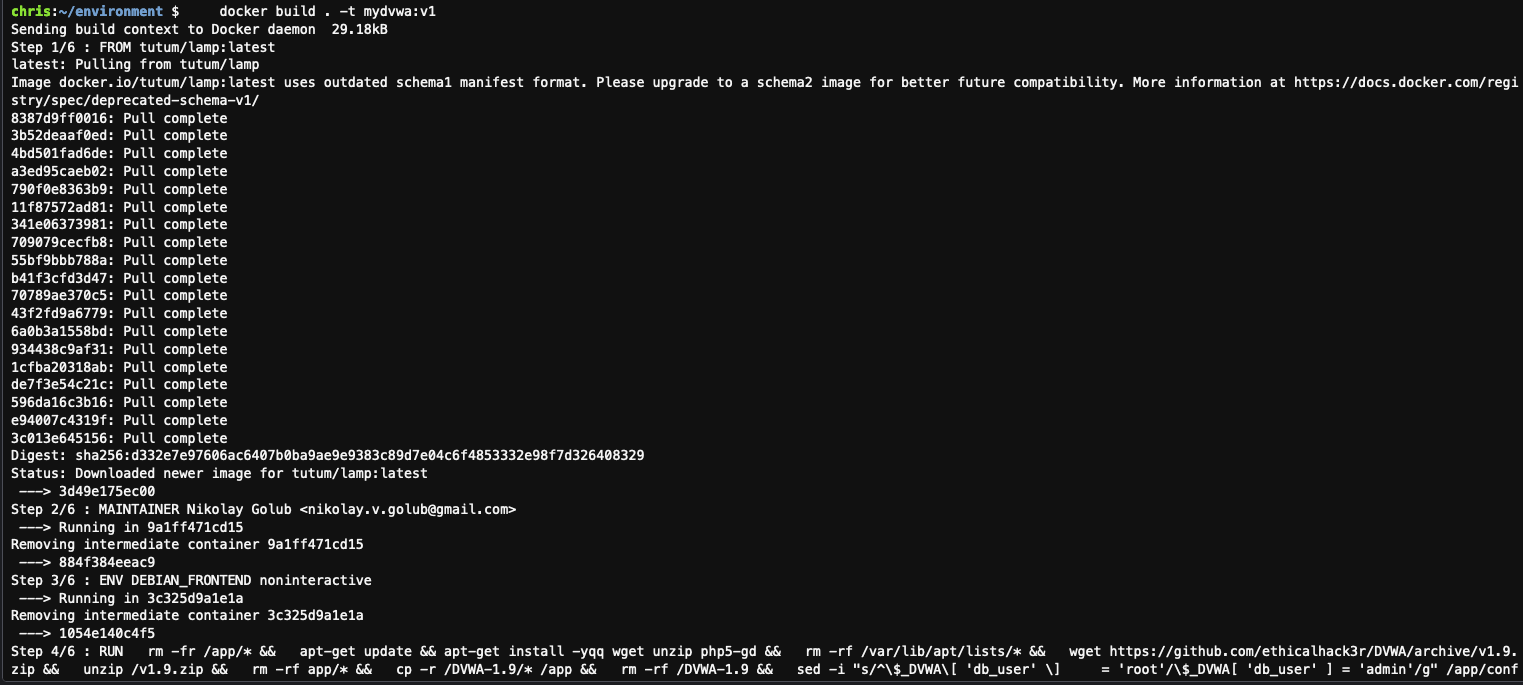 chris:~/environment $     docker build . -t mydvwa:v1
Sending build context to Docker daemon  29.18kB
Step 1/6 : FROM tutum/lamp:latest
latest: Pulling from tutum/lamp
Image docker.io/tutum/lamp:latest uses outdated schema1 manifest format. Please upgrade to a schema2 image for better future compatibility. More information at https://docs.docker.com/regi
stry/spec/deprecated-schema-v1/
8387d9ff0016: Pull complete
3b52deaaf0ed: Pull complete
4bd501fad6de: Pull complete
a3ed95caeb02: Pull complete
790f0e8363b9: Pull complete
11f87572ad81: Pull complete
341e06373981: Pull complete
709079cecfb8: Pull complete
55bf9bbb788a: Pull complete
b41f3cfd3d47: Pull complete
70789ae370c5: Pull complete
43f2fd9a6779: Pull complete
6a0b3a1558bd: Pull complete
934438c9af31: Pull complete
1cfba20318ab: Pull complete
de7f3e54c21c: Pull complete
596da16c3b16: Pull complete
e94007c4319f: Pull complete
3c013e645156: Pull complete
Digest: sha256:d332e7e97606ac6407b0ba9ae9e9383c89d7e04c6f4853332e98f7d326408329
Status: Downloaded newer image for tutum/lamp:latest
 ---> 3d49e175ec00
Step 2/6 : MAINTAINER Nikolay Golub <nikolay.v.golub@gmail.com>
 ---> Running in 9a1ff471cd15
Removing intermediate container 9a1ff471cd15
 ---> 884f384eeac9
Step 3/6 : ENV DEBIAN_FRONTEND noninteractive
 ---> Running in 3c325d9a1e1a
Removing intermediate container 3c325d9a1e1a
 ---> 1054e140c4f5
Step 4/6 : RUN   rm -fr /app/* &&   apt-get update && apt-get install -yqq wget unzip php5-gd &&   rm -rf /var/lib/apt/lists/* &&   wget https://github.com/ethicalhack3r/DVWA/archive/v1.9.
zip &&   unzip /v1.9.zip &&   rm -rf app/* &&   cp -r /DVWA-1.9/* /app &&   rm -rf /DVWA-1.9 &&   sed -i "s/^\$_DVWA\[ 'db_user' \]     = 'root'/\$_DVWA[ 'db_user' ] = 'admin'/g" /app/conf